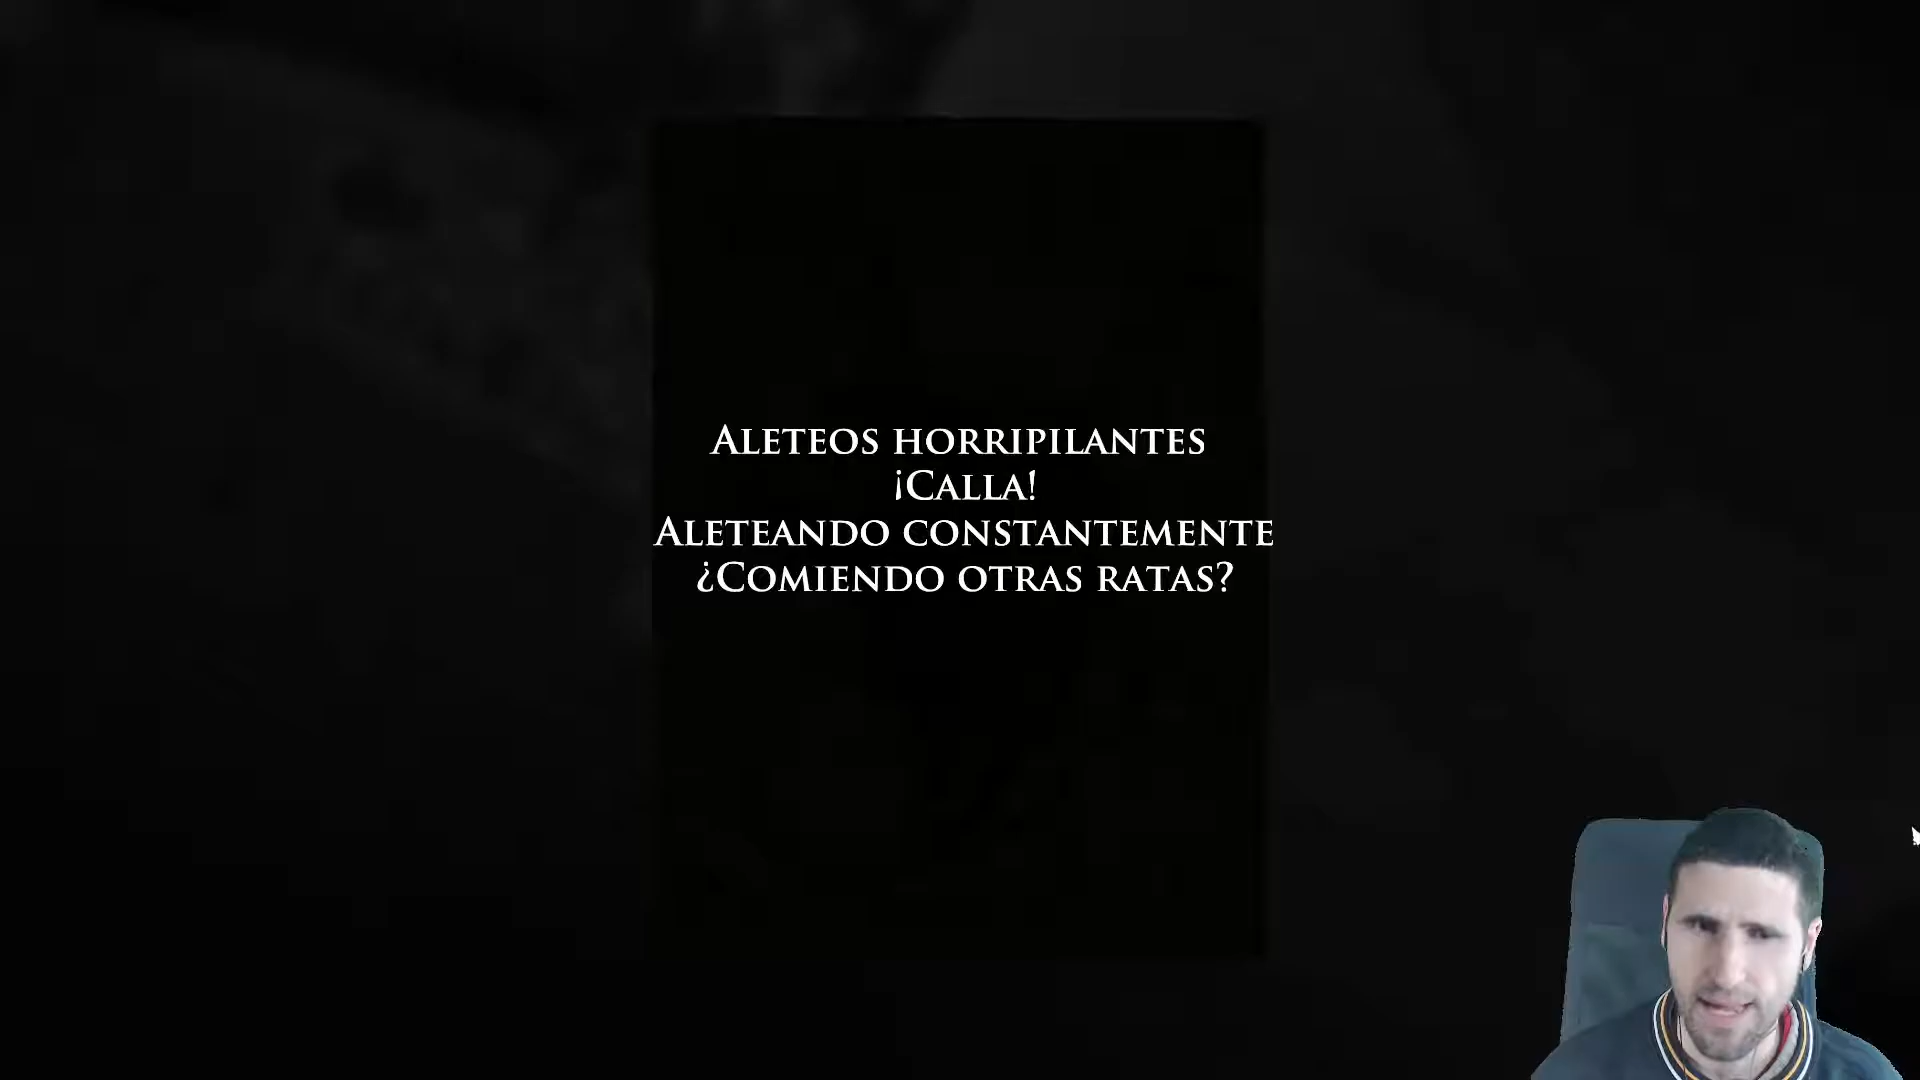 Aleteos horripilantes
¡Calla!
Aleteando constantemente
¿Comiendo otras ratas?